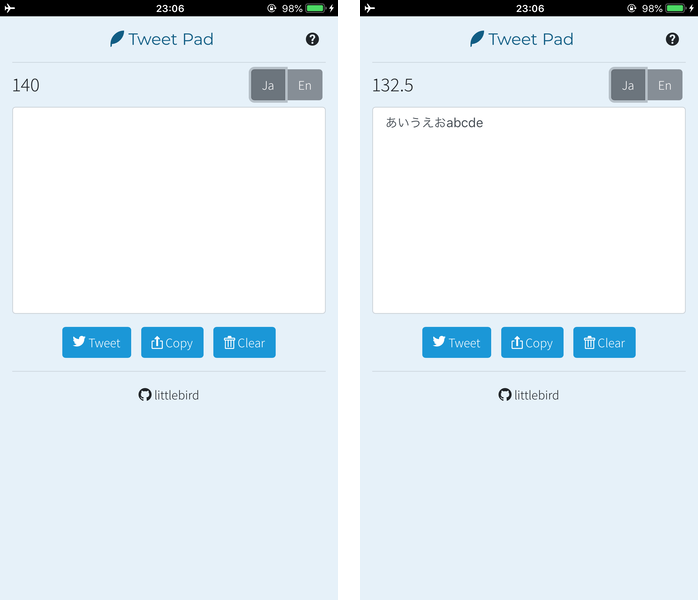 23:06
98%
Tweet Pad
140
Ja
En
Tweet
Copy
Clear
littlebird
23:06
98%
Tweet Pad
132.5
Ja
En
あいうえおabcde
Tweet
Copy
Clear
littlebird